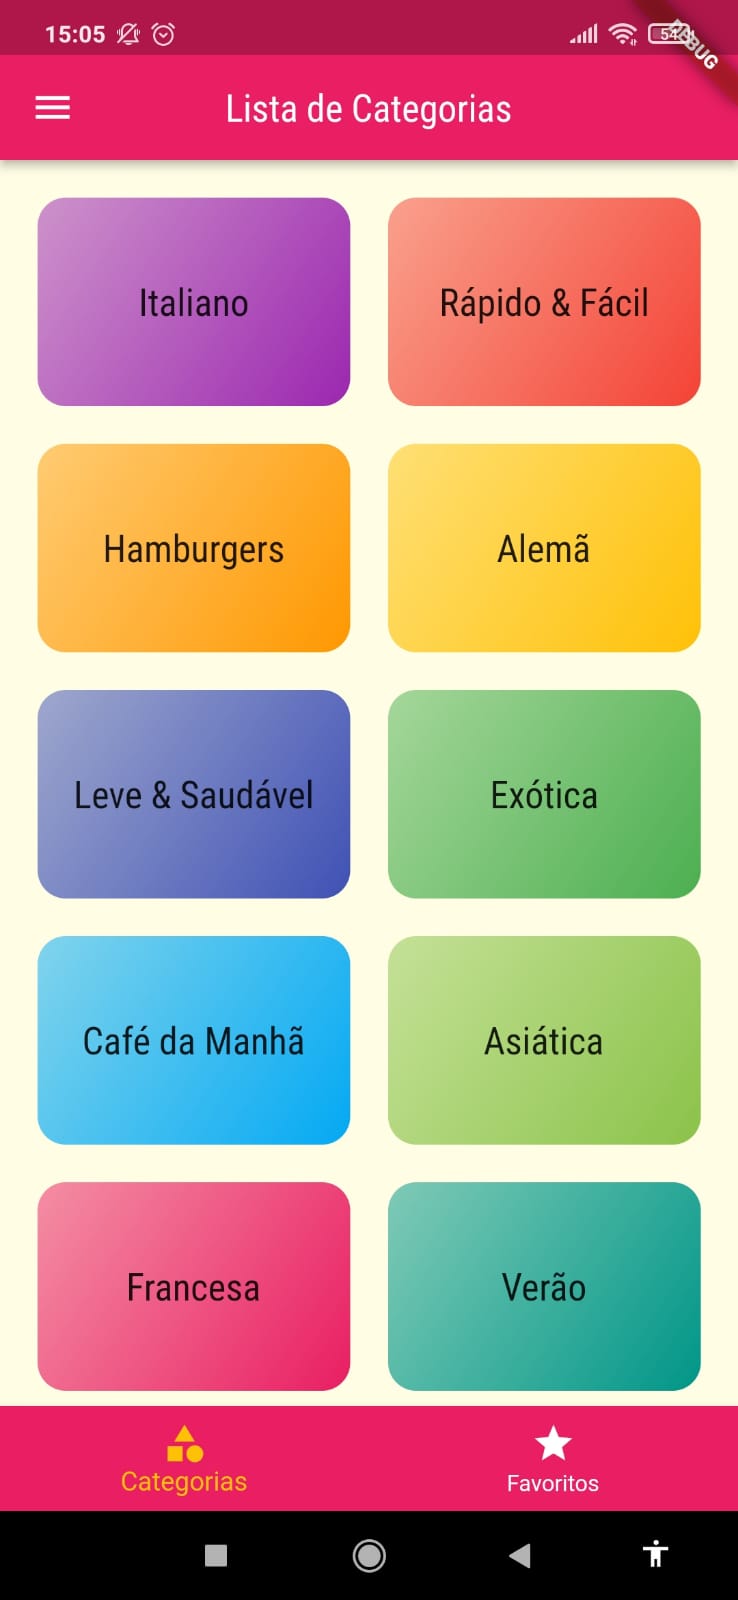 15:05
54
DEBUG
Lista de Categorias
Italiano
Rápido & Fácil
Hamburgers
Alemã
Leve & Saudável
Exótica
Café da Manhã
Asiática
Francesa
Verão
Categorias
Favoritos